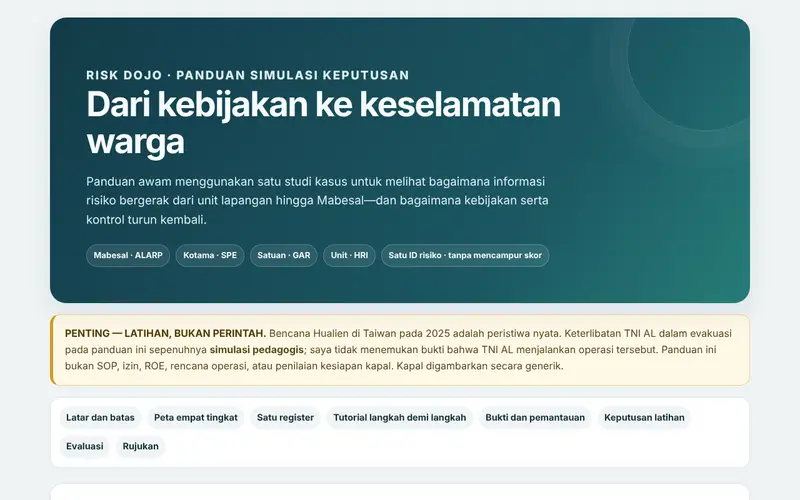 RISK DOJO · PANDUAN SIMULASI KEPUTUSAN
Dari kebijakan ke keselamatan
warga
Panduan awam menggunakan satu studi kasus untuk melihat bagaimana informasi
risiko bergerak dari unit lapangan hingga Mabesal—dan bagaimana kebijakan serta
kontrol turun kembali.
Mabesal · ALARP Kotama · SPE Satuan · GAR Unit · HRI Satu ID risiko · tanpa mencampur skor
PENTING — LATIHAN, BUKAN PERINTAH. Bencana Hualien di Taiwan pada 2025 adalah peristiwa nyata. Keterlibatan TNI AL dalam evakuasi
pada panduan ini sepenuhnya simulasi pedagogis; saya tidak menemukan bukti bahwa TNI AL menjalankan operasi tersebut. Panduan ini
bukan SOP, izin, ROE, rencana operasi, atau penilaian kesiapan kapal. Kapal digambarkan secara generik.
Latar dan batas Peta empat tingkat Satu register Tutorial langkah demi langkah Bukti dan pemantauan Keputusan latihan
Evaluasi Rujukan